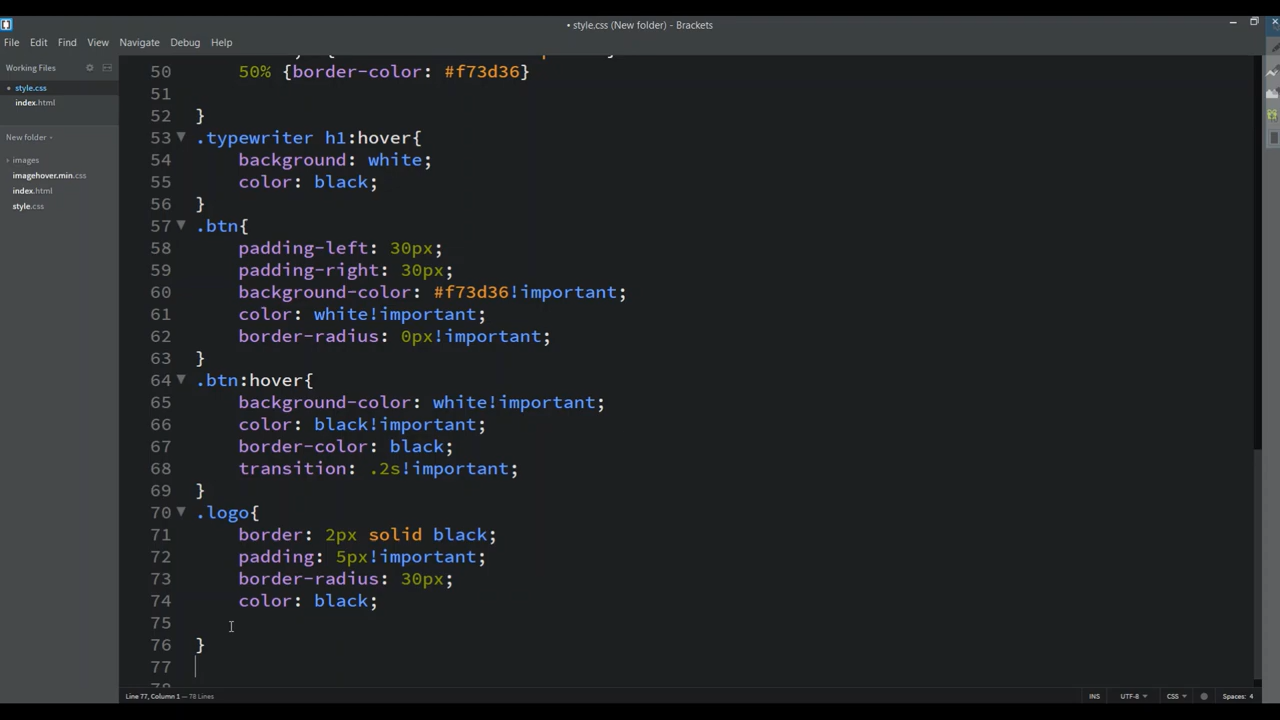 • style.css (New folder) - Brackets
File Edit Find View Navigate Debug Help
Working Files
• style.css
index.html
New folder
images
imagehover.min.css
index.html
style.css
50 50% {border-color: #f73d36}
51
52 }
53 .typewriter h1:hover{
54 background: white;
55 color: black;
56 }
57 .btn{
58 padding-left: 30px;
59 padding-right: 30px;
60 background-color: #f73d36!important;
61 color: white!important;
62 border-radius: 0px!important;
63 }
64 .btn:hover{
65 background-color: white!important;
66 color: black!important;
67 border-color: black;
68 transition: .2s!important;
69 }
70 .logo{
71 border: 2px solid black;
72 padding: 5px!important;
73 border-radius: 30px;
74 color: black;
75
76 }
77
Line 77, Column 1 — 78 Lines
INS UTF-8 CSS Spaces: 4